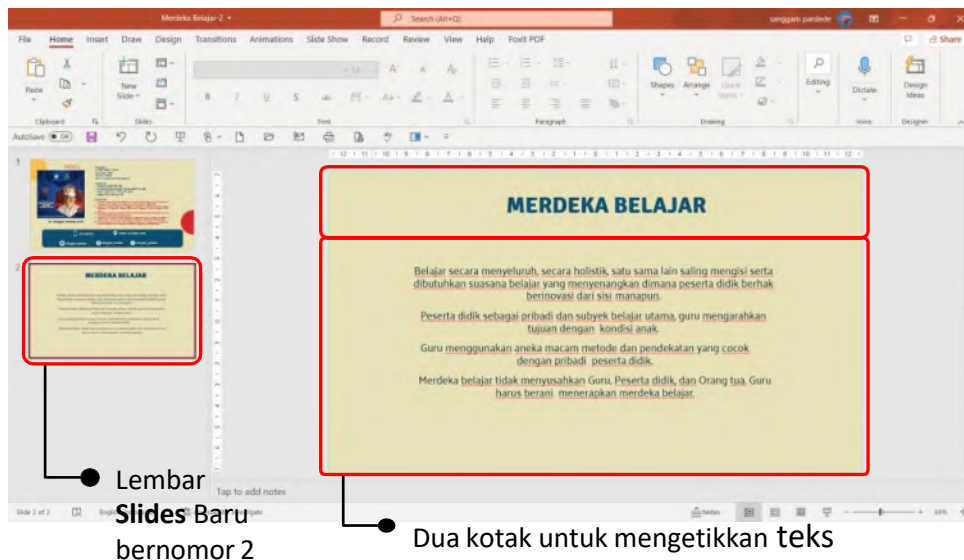 Merdeka Belajar-2
Search (Alt+Q)
sanggam pardede
File Home Insert Draw Design Transitions Animations Slide Show Record Review View Help Foxit PDF Share
Paste
New
Slide
Shapes Arrange Quick
Styles
Editing
Dictate
Design
Ideas
Clipboard Slides Font Paragraph Drawing Voice Designer
AutoSave Off
1
2
MERDEKA BELAJAR
MERDEKA BELAJAR
Belajar secara menyeluruh, secara holistik, satu sama lain saling mengisi serta
dibutuhkan suasana belajar yang menyenangkan dimana peserta didik berhak
berinovasi dari sisi manapun.
Peserta didik sebagai pribadi dan subyek belajar utama, guru mengarahkan
tujuan dengan kondisi anak.
Guru menggunakan aneka macam metode dan pendekatan yang cocok
dengan pribadi peserta didik.
Merdeka belajar tidak menyusahkan Guru, Peserta didik, dan Orang tua. Guru
harus berani menerapkan merdeka belajar.
Tap to add notes
Slide 2 of 2
Notes
Lembar
Slides Baru
bernomor 2
Dua kotak untuk mengetikkan teks